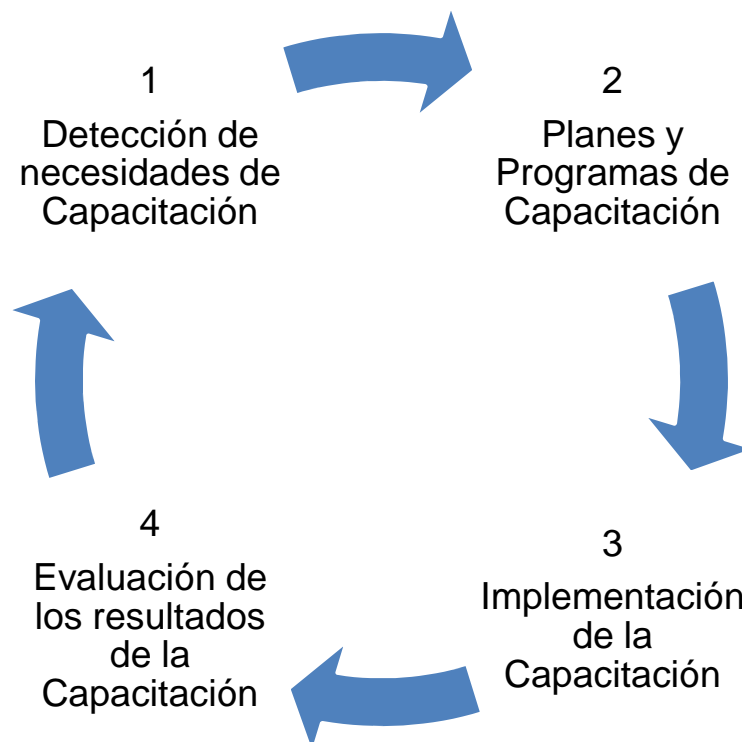 1
Detección de
necesidades de
Capacitación
2
Planes y
Programas de
Capacitación
3
Implementación
de la
Capacitación
4
Evaluación de
los resultados
de la
Capacitación